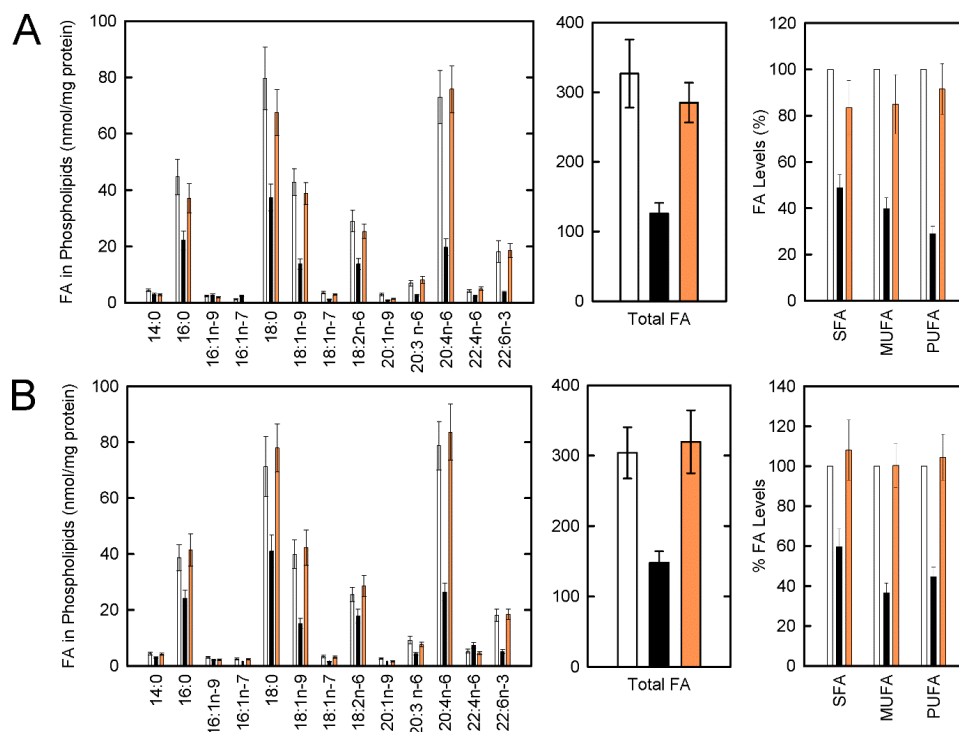 A
FA in Phospholipids (nmol/mg protein)
100
80
60
40
20
0
14:0
16:0
16:1n-9
16:1n-7
18:0
18:1n-9
18:1n-7
18:2n-6
20:1n-9
20:3 n-6
20:4n-6
22:4n-6
22:6n-3
400
300
200
100
0
Total FA
FA Levels (%)
120
100
80
60
40
20
0
SFA
MUFA
PUFA
B
FA in Phospholipids (nmol/mg protein)
100
80
60
40
20
0
14:0
16:0
16:1n-9
16:1n-7
18:0
18:1n-9
18:1n-7
18:2n-6
20:1n-9
20:3 n-6
20:4n-6
22:4n-6
22:6n-3
400
300
200
100
0
Total FA
% FA Levels
140
120
100
80
60
40
20
0
SFA
MUFA
PUFA